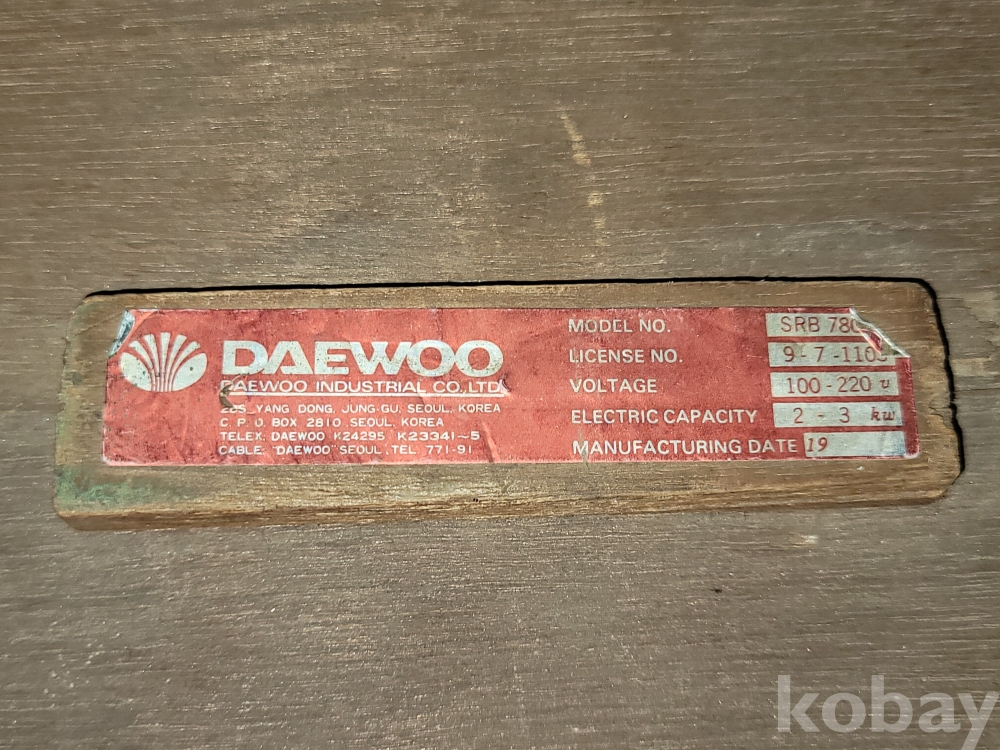 DAEWOO
DAEWOO INDUSTRIAL CO. LTD.
YANG DONG, JUNG-GU, SEOUL, KOREA
C. P. O. BOX 2810 SEOUL, KOREA
TELEX: DAEWOO K24295 K23341~5
CABLE: "DAEWOO" SEOUL, TEL 771-91
MODEL NO. SRB
LICENSE NO.
VOLTAGE 100-220 v
ELECTRIC CAPACITY 2 - 3 kw
MANUFACTURING DATE 19
kobay